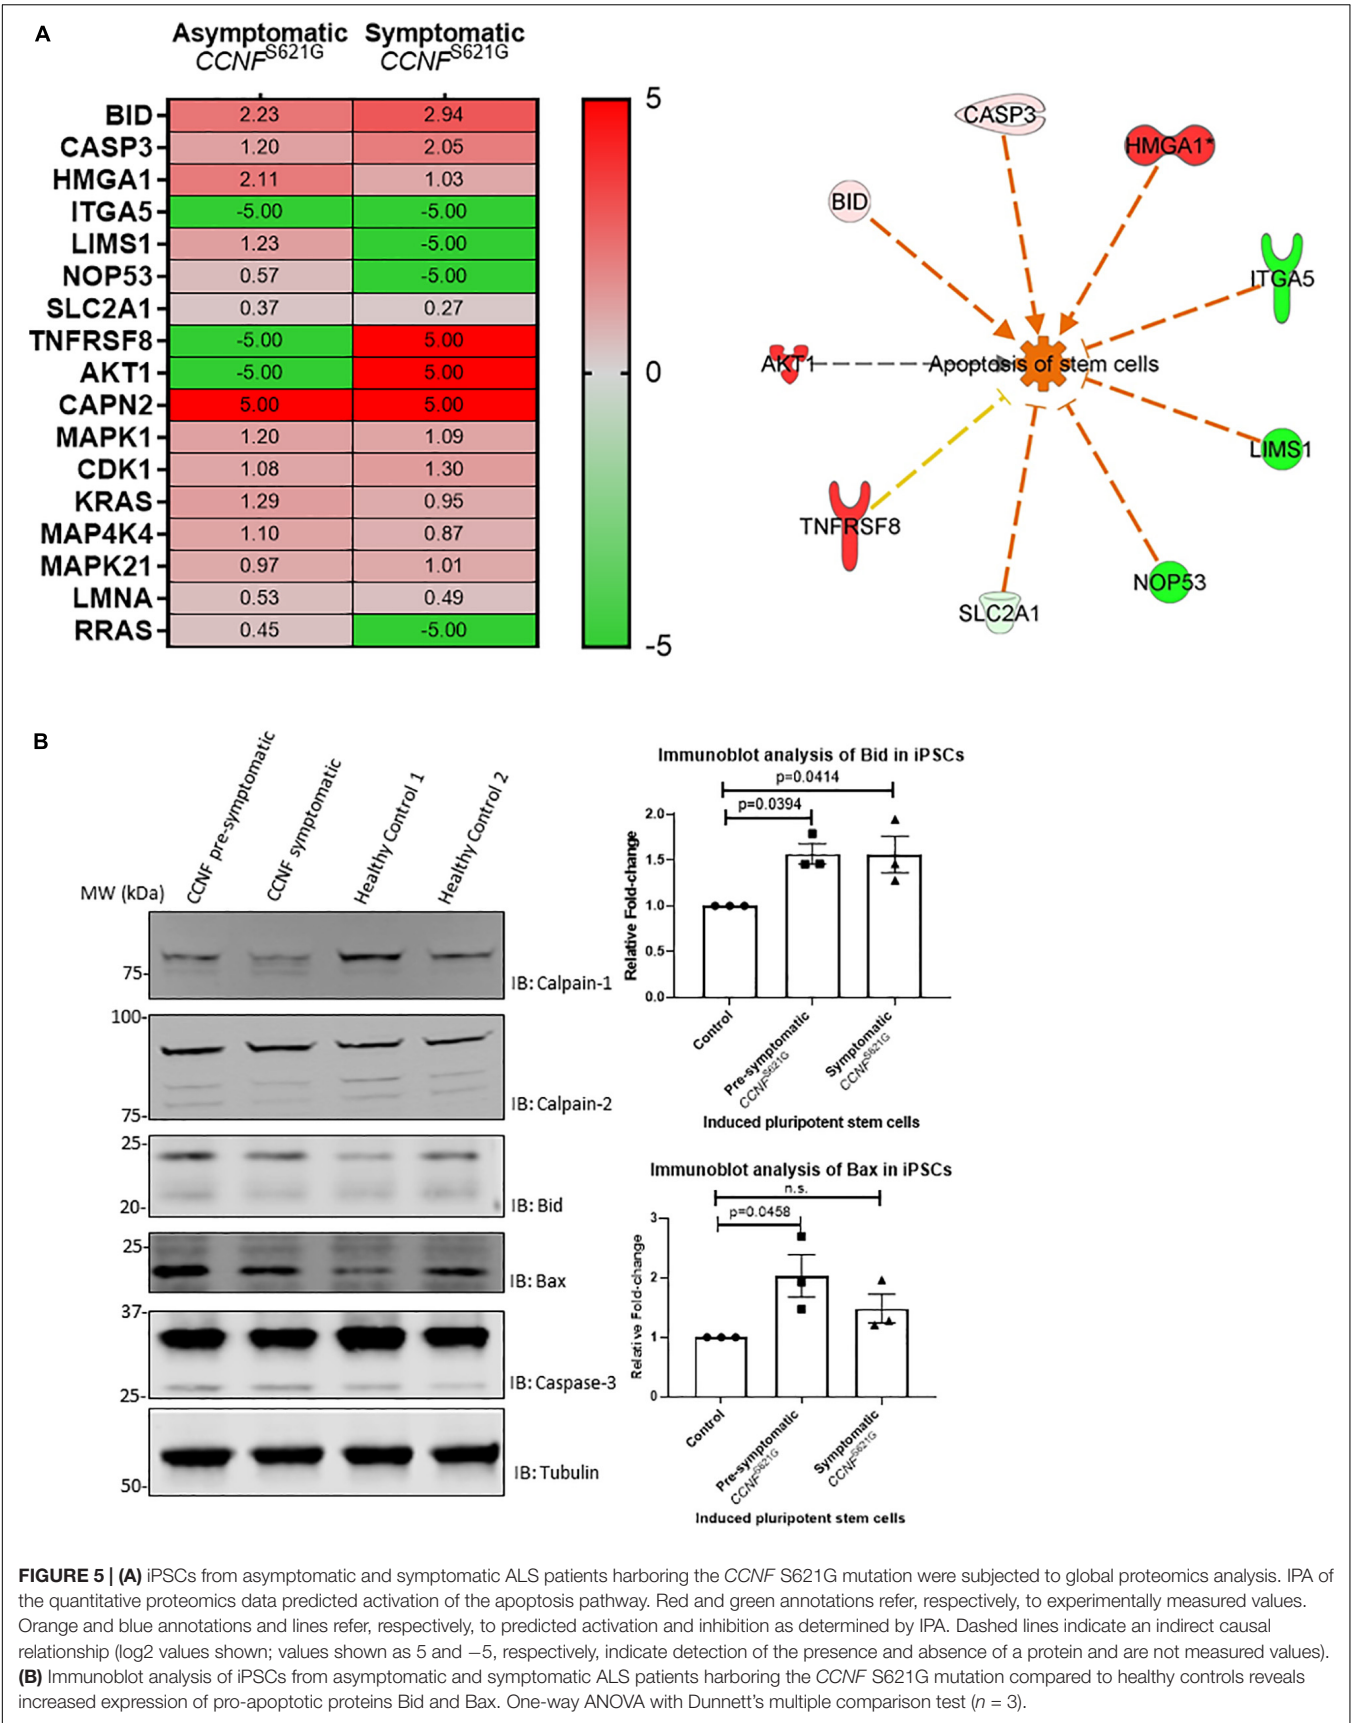 A
Asymptomatic Symptomatic
CCNF S621G CCNF S621G
BID 2.23 2.94
CASP3 1.20 2.05
HMGA1 2.11 1.03
ITGA5 -5.00 -5.00
LIMS1 1.23 -5.00
NOP53 0.57 -5.00
SLC2A1 0.37 0.27
TNFRSF8 -5.00 5.00
AKT1 -5.00 5.00
CAPN2 5.00 5.00
MAPK1 1.20 1.09
CDK1 1.08 1.30
KRAS 1.29 0.95
MAP4K4 1.10 0.87
MAPK21 0.97 1.01
LMNA 0.53 0.49
RRAS 0.45 -5.00
5
0
-5
CASP3
HMGA1*
BID
ITGA5
AKT1
Apoptosis of stem cells
LIMS1
TNFRSF8
NOP53
SLC2A1
B
MW (kDa)
CCNF pre-symptomatic
CCNF symptomatic
Healthy Control 1
Healthy Control 2
75-
IB: Calpain-1
100-
75-
IB: Calpain-2
25-
20-
IB: Bid
25-
IB: Bax
37-
25-
IB: Caspase-3
50-
IB: Tubulin
Immunoblot analysis of Bid in iPSCs
p=0.0414
p=0.0394
Relative Fold-change
2.0
1.5
1.0
0.5
0.0
Control
Pre-symptomatic
CCNF S621G
Symptomatic
CCNF S621G
Induced pluripotent stem cells
Immunoblot analysis of Bax in iPSCs
n.s.
p=0.0458
Relative Fold-change
3
2
1
0
Control
Pre-symptomatic
CCNF S621G
Symptomatic
CCNF S621G
Induced pluripotent stem cells
FIGURE 5 | (A) iPSCs from asymptomatic and symptomatic ALS patients harboring the CCNF S621G mutation were subjected to global proteomics analysis. IPA of
the quantitative proteomics data predicted activation of the apoptosis pathway. Red and green annotations refer, respectively, to experimentally measured values.
Orange and blue annotations and lines refer, respectively, to predicted activation and inhibition as determined by IPA. Dashed lines indicate an indirect causal
relationship (log2 values shown; values shown as 5 and −5, respectively, indicate detection of the presence and absence of a protein and are not measured values).
(B) Immunoblot analysis of iPSCs from asymptomatic and symptomatic ALS patients harboring the CCNF S621G mutation compared to healthy controls reveals
increased expression of pro-apoptotic proteins Bid and Bax. One-way ANOVA with Dunnett's multiple comparison test (n = 3).